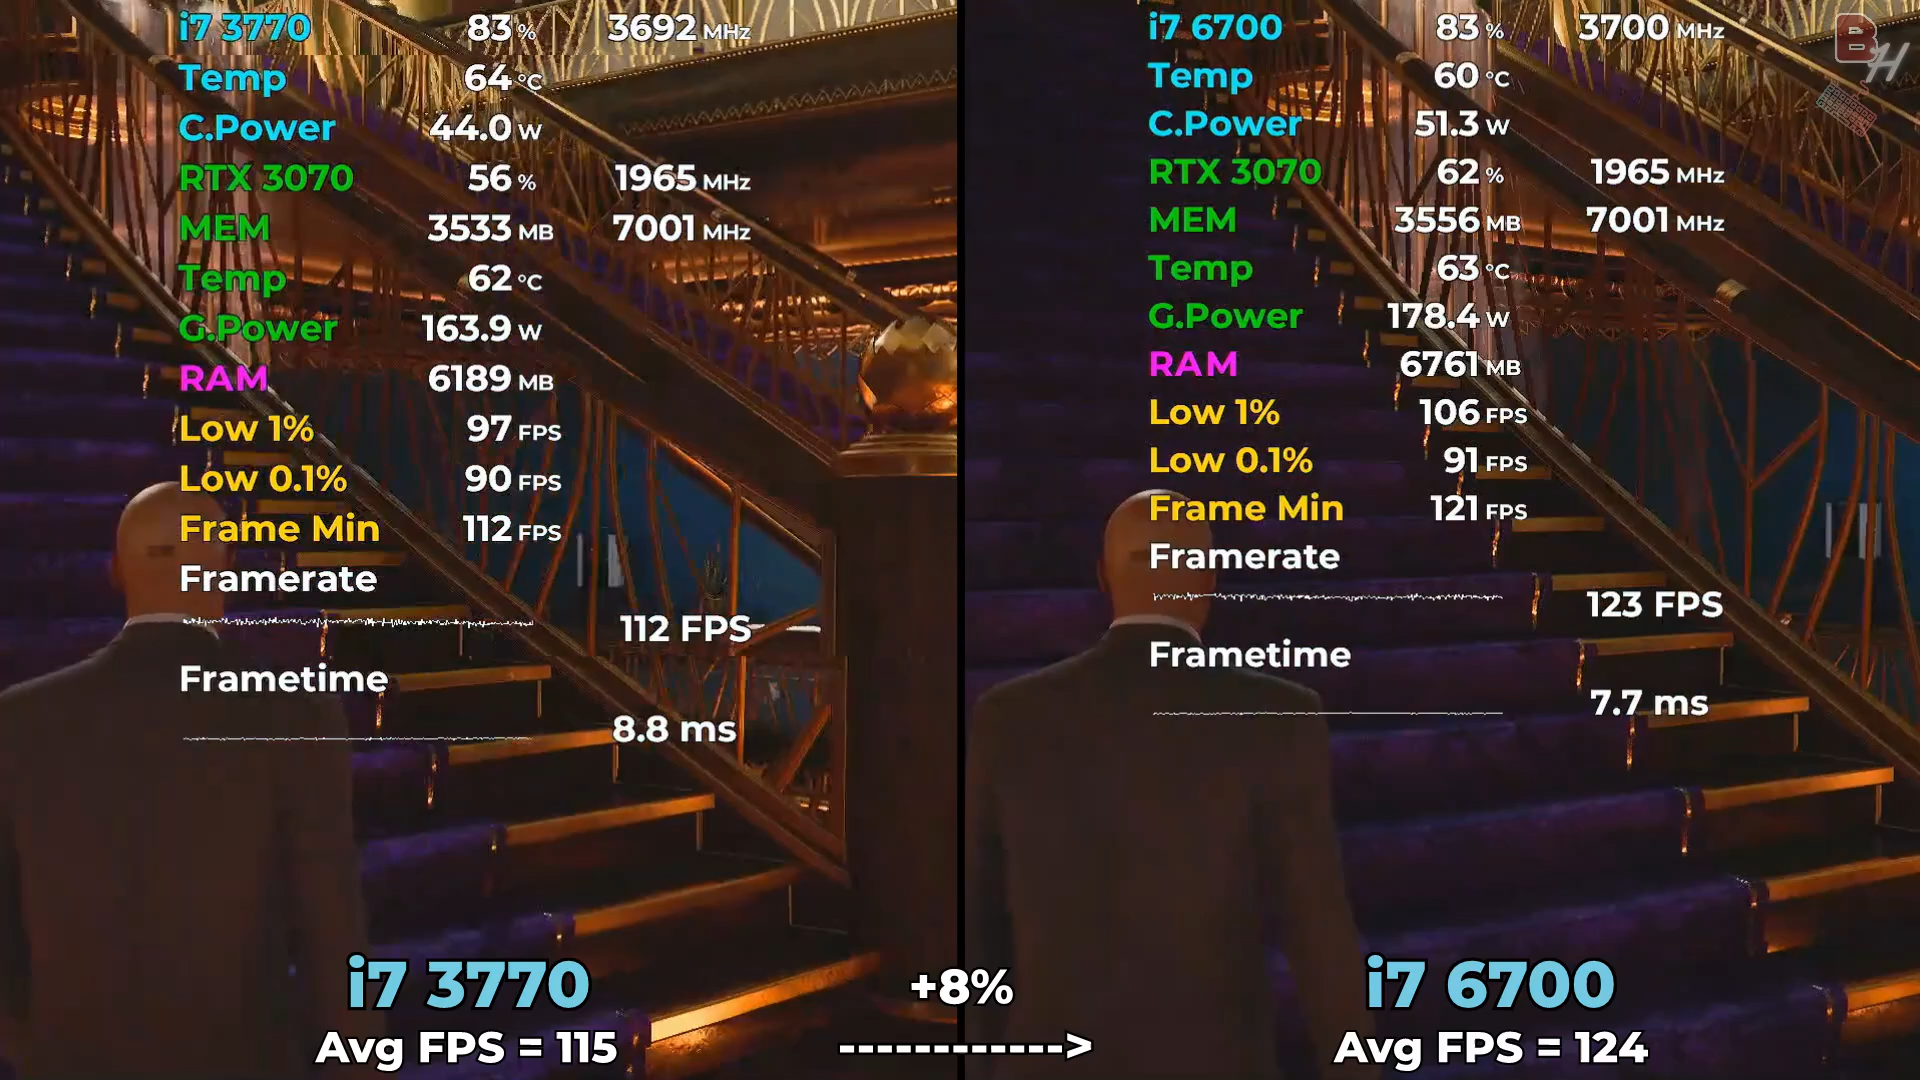 i7 3770 83 % 3692 MHz
Temp 64 °C
C.Power 44.0 W
RTX 3070 56 % 1965 MHz
MEM 3533 MB 7001 MHz
Temp 62 °C
G.Power 163.9 W
RAM 6189 MB
Low 1% 97 FPS
Low 0.1% 90 FPS
Frame Min 112 FPS
Framerate
112 FPS
Frametime
8.8 ms
i7 6700 83 % 3700 MHz
Temp 60 °C
C.Power 51.3 W
RTX 3070 62 % 1965 MHz
MEM 3556 MB 7001 MHz
Temp 63 °C
G.Power 178.4 W
RAM 6761 MB
Low 1% 106 FPS
Low 0.1% 91 FPS
Frame Min 121 FPS
Framerate
123 FPS
Frametime
7.7 ms
B
H
i7 3770
Avg FPS = 115
+8%
------------>
i7 6700
Avg FPS = 124